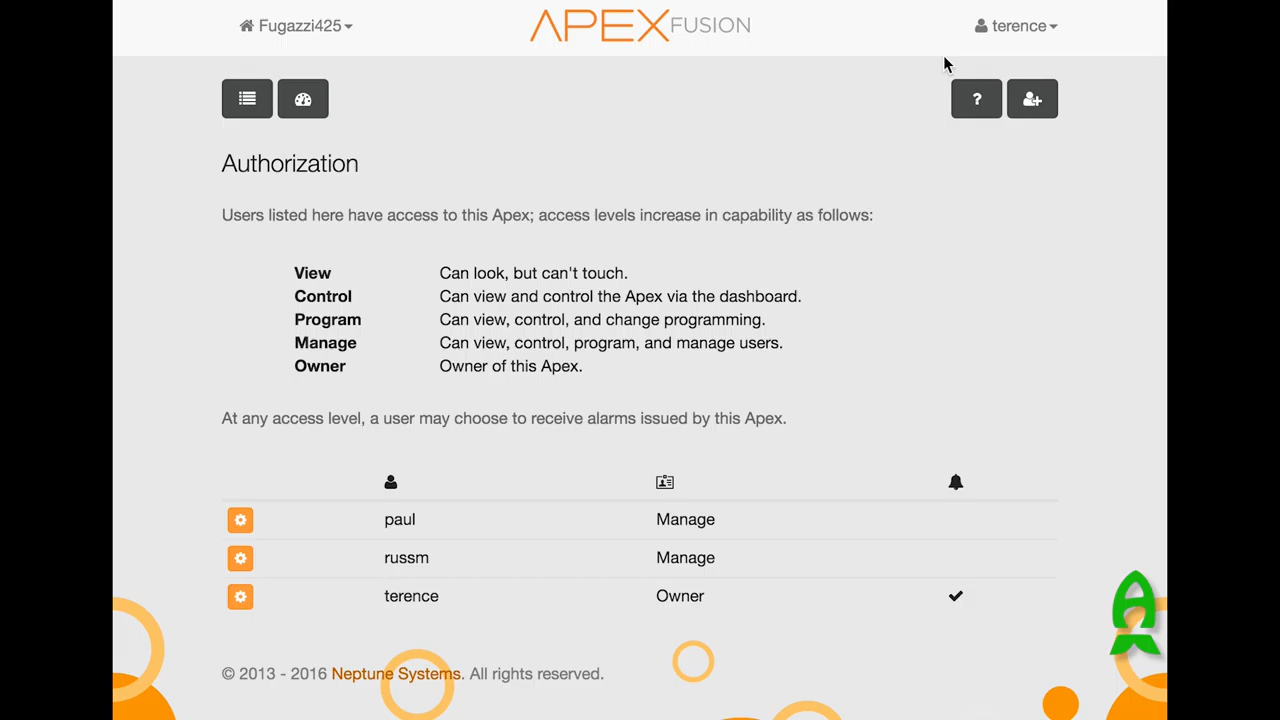 Fugazzi425
APEX FUSION
terence
?
Authorization
Users listed here have access to this Apex; access levels increase in capability as follows:
View Can look, but can't touch.
Control Can view and control the Apex via the dashboard.
Program Can view, control, and change programming.
Manage Can view, control, program, and manage users.
Owner Owner of this Apex.
At any access level, a user may choose to receive alarms issued by this Apex.
paul Manage
russm Manage
terence Owner
© 2013 - 2016 Neptune Systems. All rights reserved.